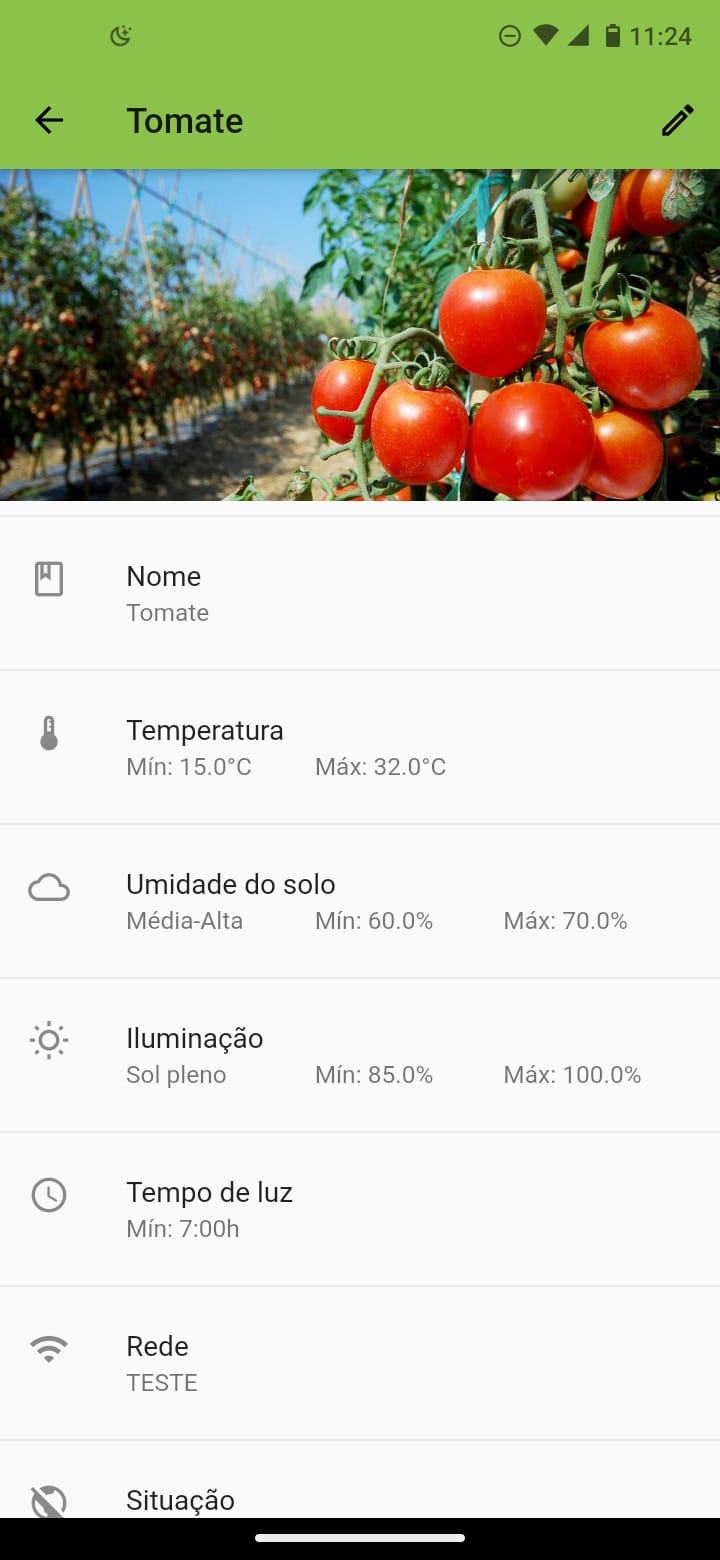 11:24
Tomate
Nome
Tomate
Temperatura
Mín: 15.0°C Máx: 32.0°C
Umidade do solo
Média-Alta Mín: 60.0% Máx: 70.0%
Iluminação
Sol pleno Mín: 85.0% Máx: 100.0%
Tempo de luz
Mín: 7:00h
Rede
TESTE
Situação